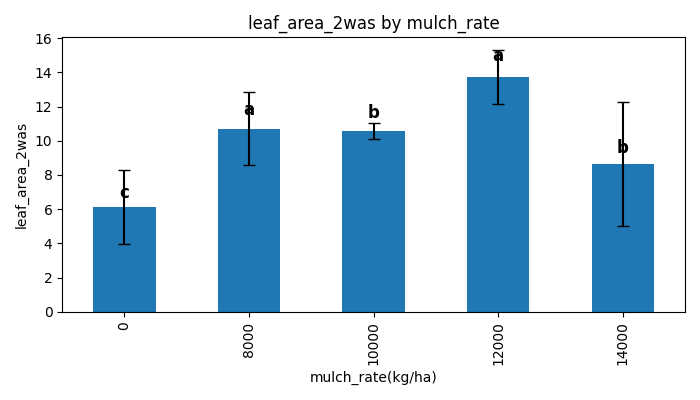 leaf_area_2was by mulch_rate
16
14
12
10
8
6
4
2
0
leaf_area_2was
c
a
b
a
b
0
8000
10000
12000
14000
mulch_rate(kg/ha)